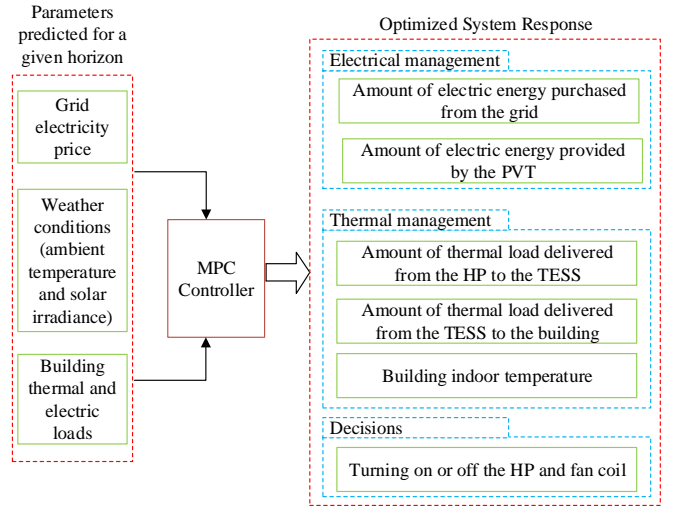 Parameters
predicted for a
given horizon
Grid
electricity
price
Weather
conditions
(ambient
temperature
and solar
irradiance)
Building
thermal and
electric
loads
MPC
Controller
Optimized System Response
Electrical management
Amount of electric energy purchased
from the grid
Amount of electric energy provided
by the PVT
Thermal management
Amount of thermal load delivered
from the HP to the TESS
Amount of thermal load delivered
from the TESS to the building
Building indoor temperature
Decisions
Turning on or off the HP and fan coil